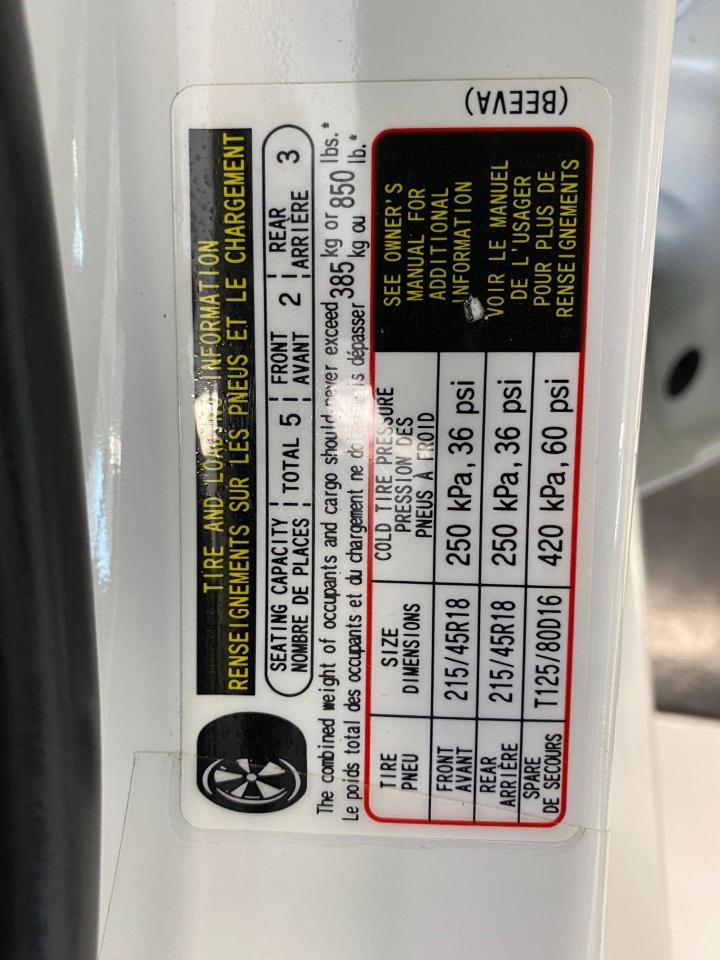 (BEEVA)
TIRE AND LOADING INFORMATION
RENSEIGNEMENTS SUR LES PNEUS ET LE CHARGEMENT
SEATING CAPACITY | TOTAL 5 | FRONT 2 | REAR 3
NOMBRE DE PLACES | AVANT | ARRIÈRE
The combined weight of occupants and cargo should never exceed 385 kg or 850 lbs.*
Le poids total des occupants et du chargement ne dépasser 385 kg ou 850 lb.*
TIRE
PNEU
SIZE
DIMENSIONS
COLD TIRE PRESSURE
PRESSION DES
PNEUS À FROID
FRONT
AVANT
215/45R18
250 kPa, 36 psi
REAR
ARRIÈRE
215/45R18
250 kPa, 36 psi
SPARE
DE SECOURS
T125/80D16
420 kPa, 60 psi
SEE OWNER'S
MANUAL FOR
ADDITIONAL
INFORMATION
VOIR LE MANUEL
DE L'USAGER
POUR PLUS DE
RENSEIGNEMENTS